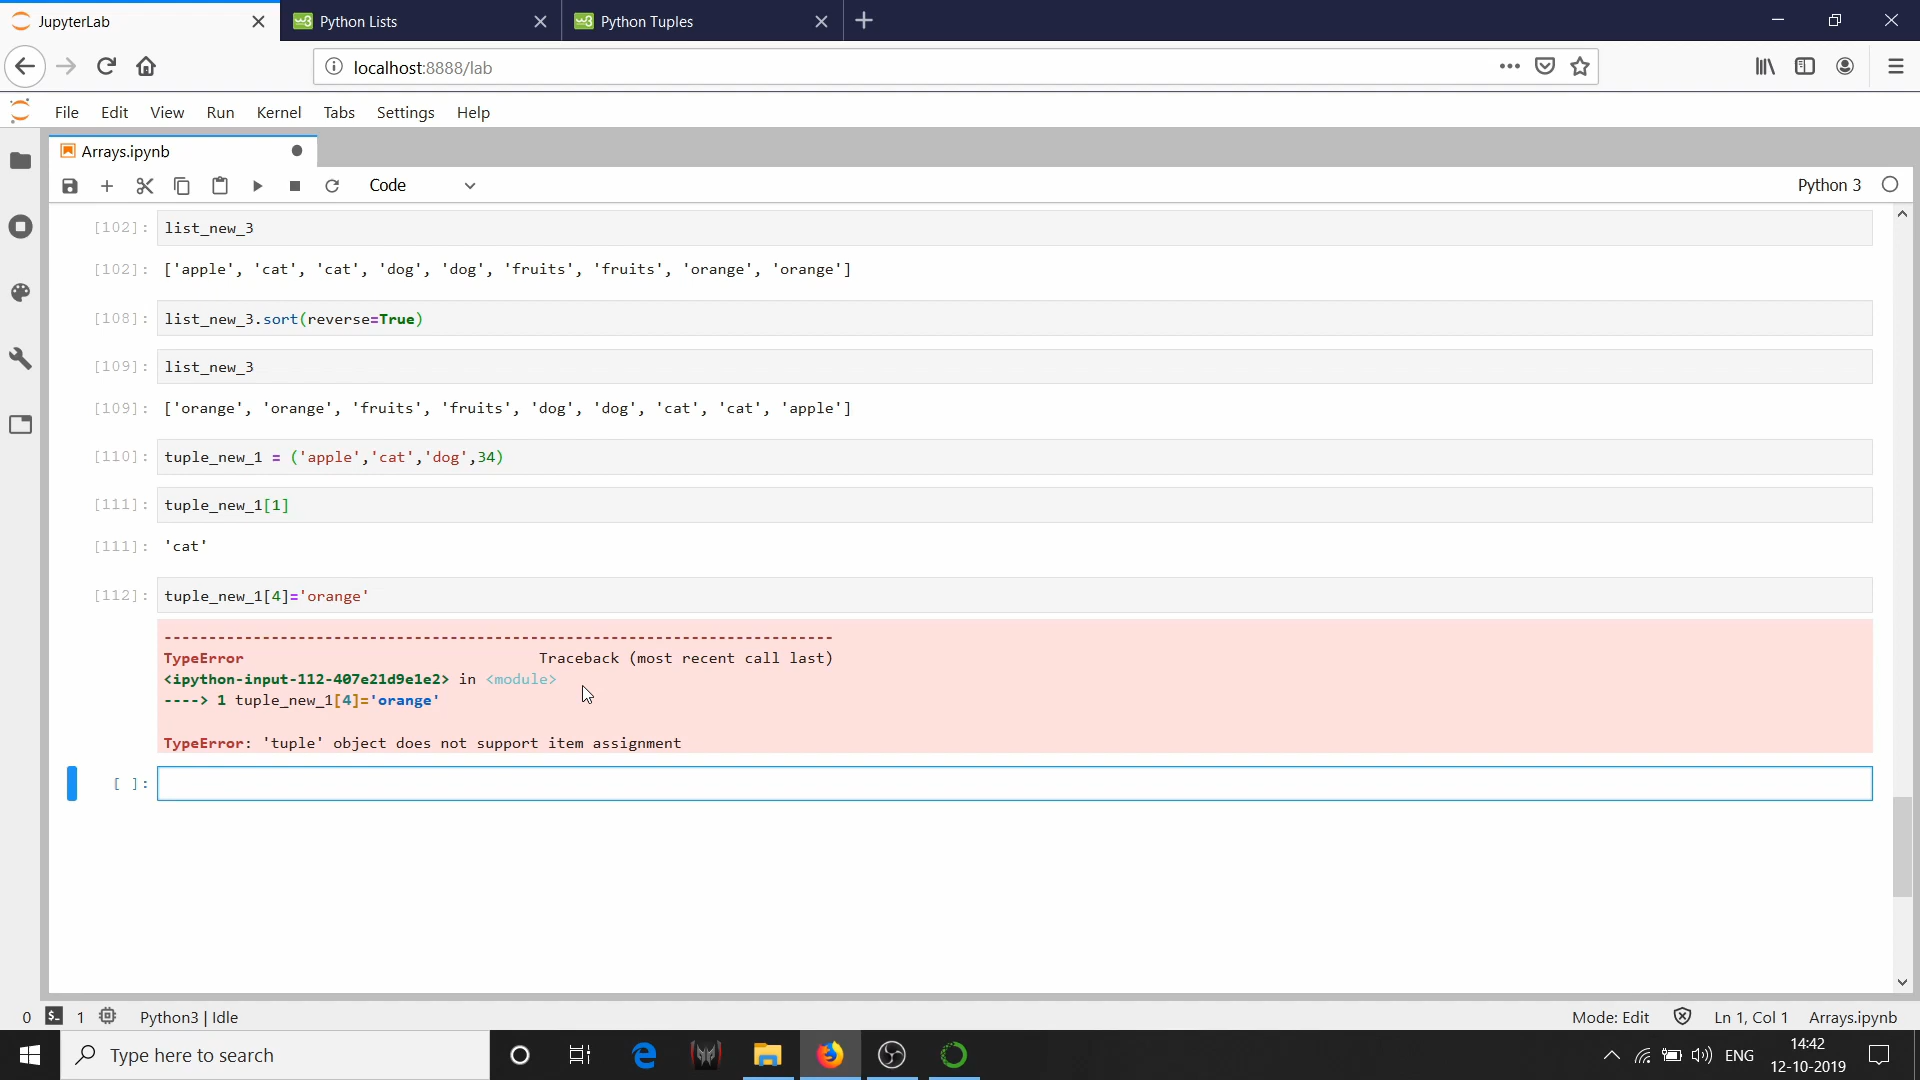 JupyterLab
Python Lists
Python Tuples
localhost:8888/lab
File Edit View Run Kernel Tabs Settings Help
Arrays.ipynb
Code
Python 3
[102]: list_new_3
[102]: ['apple', 'cat', 'cat', 'dog', 'dog', 'fruits', 'fruits', 'orange', 'orange']
[108]: list_new_3.sort(reverse=True)
[109]: list_new_3
[109]: ['orange', 'orange', 'fruits', 'fruits', 'dog', 'dog', 'cat', 'cat', 'apple']
[110]: tuple_new_1 = ('apple','cat','dog',34)
[111]: tuple_new_1[1]
[111]: 'cat'
[112]: tuple_new_1[4]='orange'
---------------------------------------------------------------------------
TypeError Traceback (most recent call last)
<ipython-input-112-407e21d9e1e2> in <module>
----> 1 tuple_new_1[4]='orange'
TypeError: 'tuple' object does not support item assignment
[ ]:
0 $_ 1 Python3 | Idle
Mode: Edit Ln 1, Col 1 Arrays.ipynb
Type here to search
ENG
14:42
12-10-2019